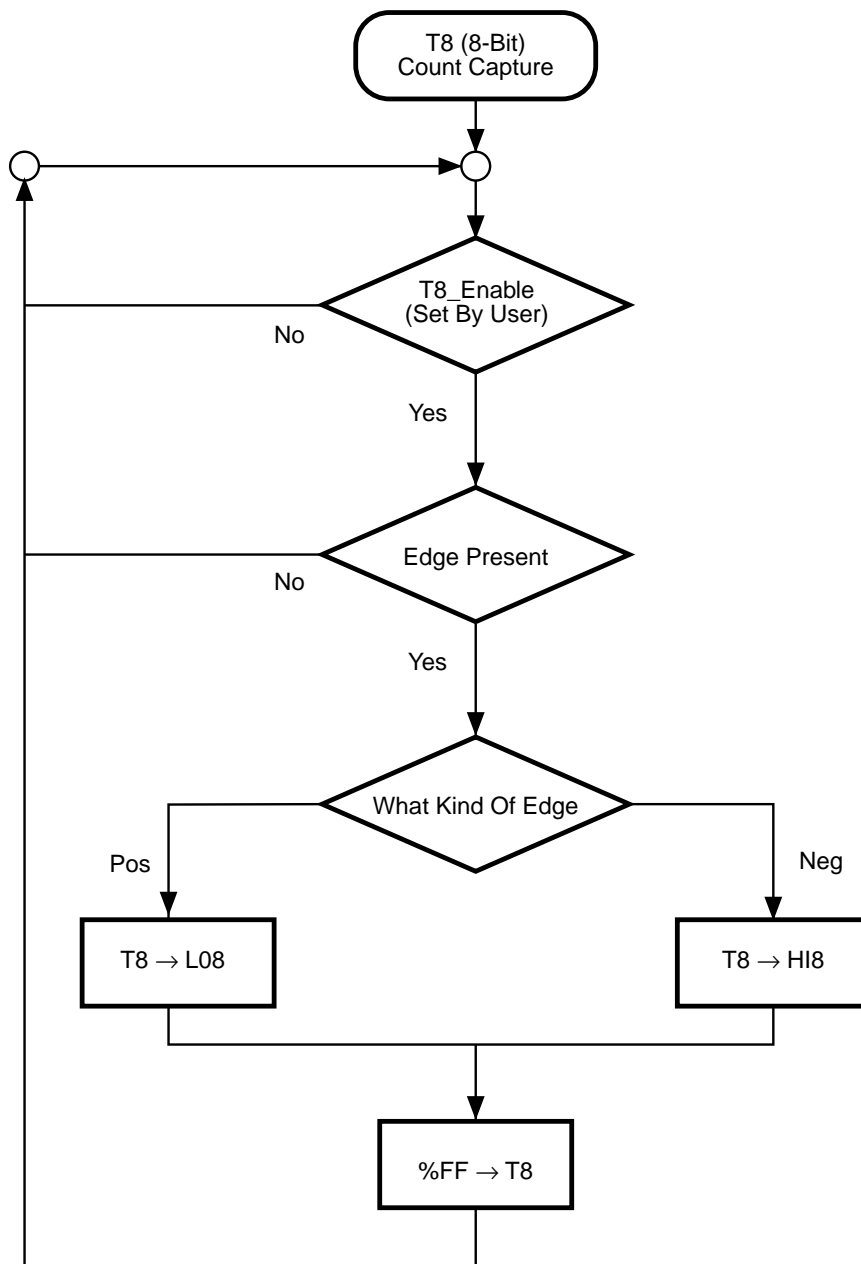 T8 (8-Bit)
Count Capture
T8_Enable
(Set By User)
No
Yes
Edge Present
No
Yes
What Kind Of Edge
Pos
Neg
T8 → L08
T8 → HI8
%FF → T8